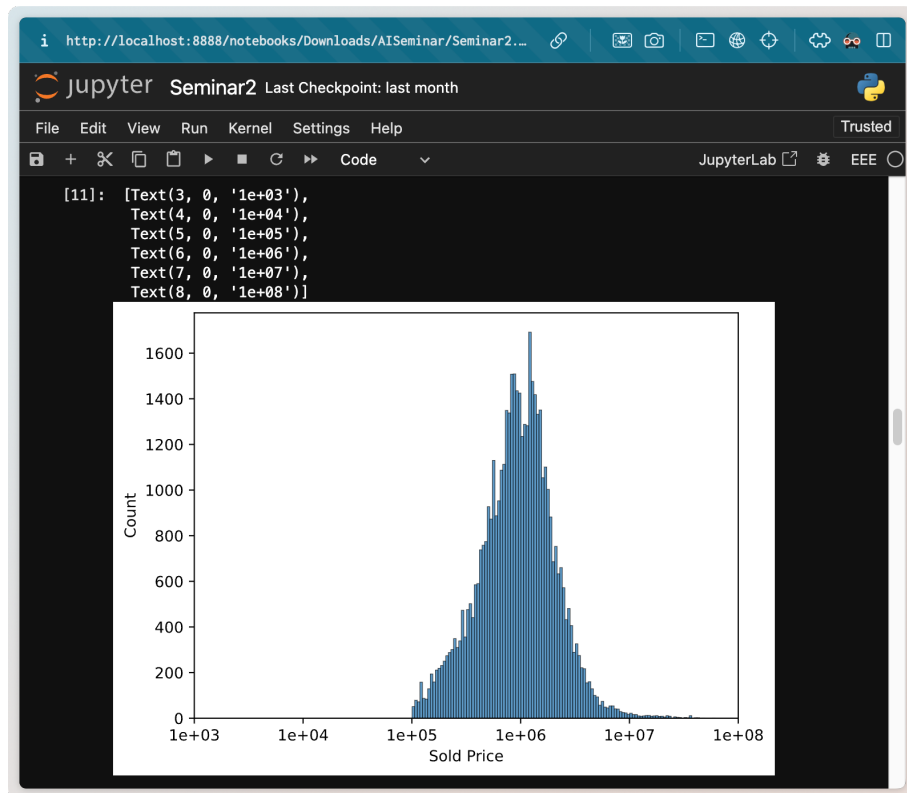 i http://localhost:8888/notebooks/Downloads/AISeminar/Seminar2.…
jupyter Seminar2 Last Checkpoint: last month
File Edit View Run Kernel Settings Help Trusted
Code JupyterLab EEE
[11]: [Text(3, 0, '1e+03'),
Text(4, 0, '1e+04'),
Text(5, 0, '1e+05'),
Text(6, 0, '1e+06'),
Text(7, 0, '1e+07'),
Text(8, 0, '1e+08')]
1600
1400
1200
1000
800
600
400
200
0
Count
1e+03 1e+04 1e+05 1e+06 1e+07 1e+08
Sold Price